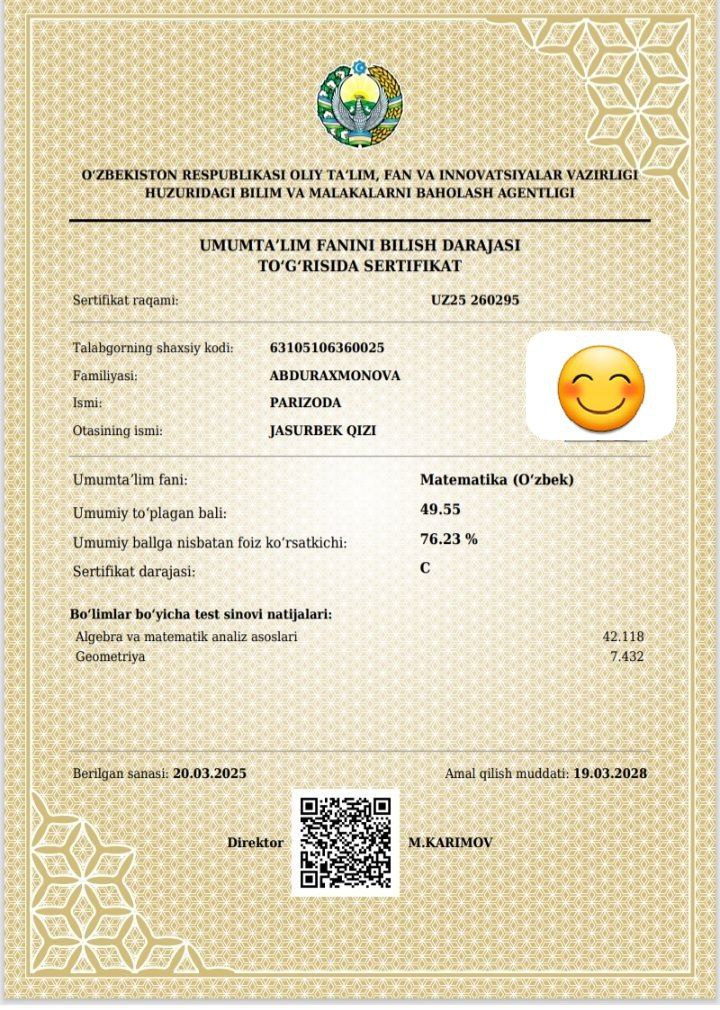 O‘ZBEKISTON RESPUBLIKASI OLIY TA’LIM, FAN VA INNOVATSIYALAR VAZIRLIGI
HUZURIDAGI BILIM VA MALAKALARNI BAHOLASH AGENTLIGI
UMUMTA’LIM FANINI BILISH DARAJASI
TO‘G‘RISIDA SERTIFIKAT
Sertifikat raqami: UZ25 260295
Talabgorning shaxsiy kodi: 63105106360025
Familiyasi: ABDURAXMONOVA
Ismi: PARIZODA
Otasining ismi: JASURBEK QIZI
Umumta’lim fani: Matematika (O‘zbek)
Umumiy to‘plagan bali: 49.55
Umumiy ballga nisbatan foiz ko‘rsatkichi: 76.23 %
Sertifikat darajasi: C
Bo‘limlar bo‘yicha test sinovi natijalari:
Algebra va matematik analiz asoslari 42.118
Geometriya 7.432
Berilgan sanasi: 20.03.2025 Amal qilish muddati: 19.03.2028
Direktor M.KARIMOV